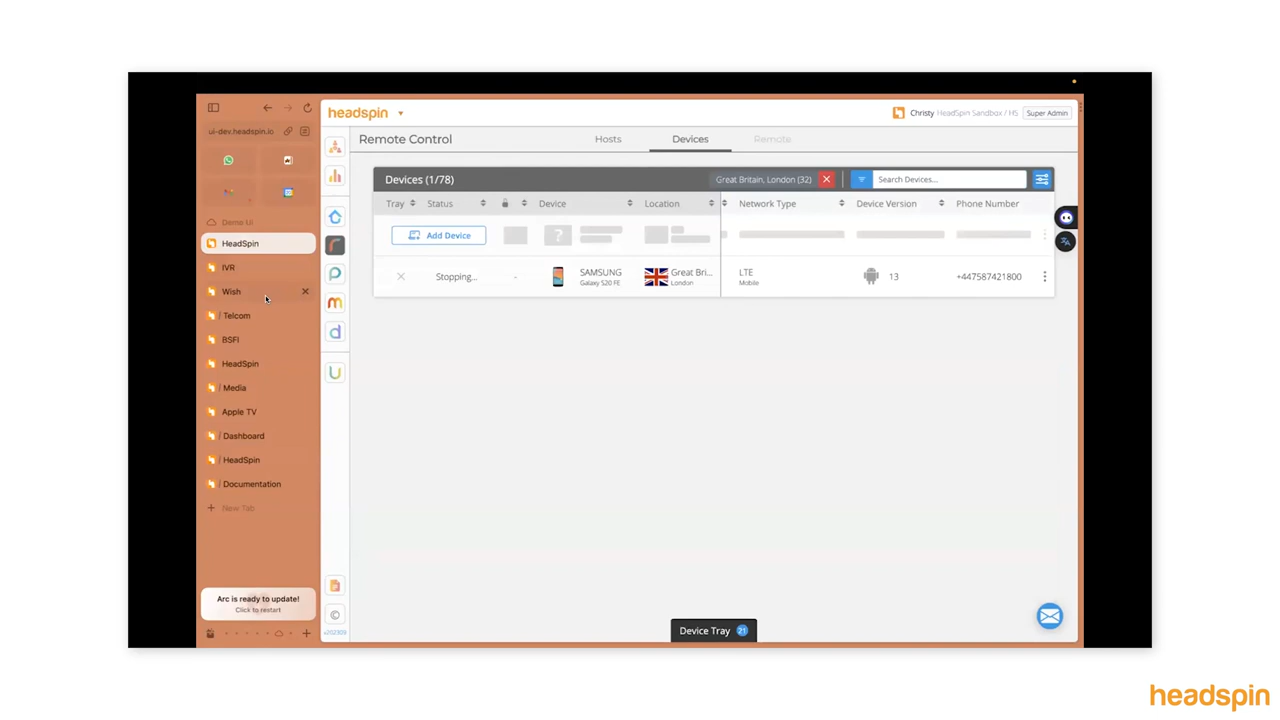 headspin
Christy HeadSpin Sandbox / HS Super Admin
ui-dev.headspin.io
Remote Control
Hosts
Devices
Remote
Devices (1/78)
Great Britain, London (32)
Search Devices...
Tray
Status
Device
Location
Network Type
Device Version
Phone Number
Add Device
?
Stopping...
-
SAMSUNG
Galaxy S20 FE
Great Bri...
London
LTE
Mobile
13
+447587421800
Demo UI
HeadSpin
IVR
Wish
/ Telcom
BSFI
HeadSpin
/ Media
Apple TV
/ Dashboard
HeadSpin
/ Documentation
+ New Tab
Arc is ready to update!
Click to restart
Device Tray 21
headspin